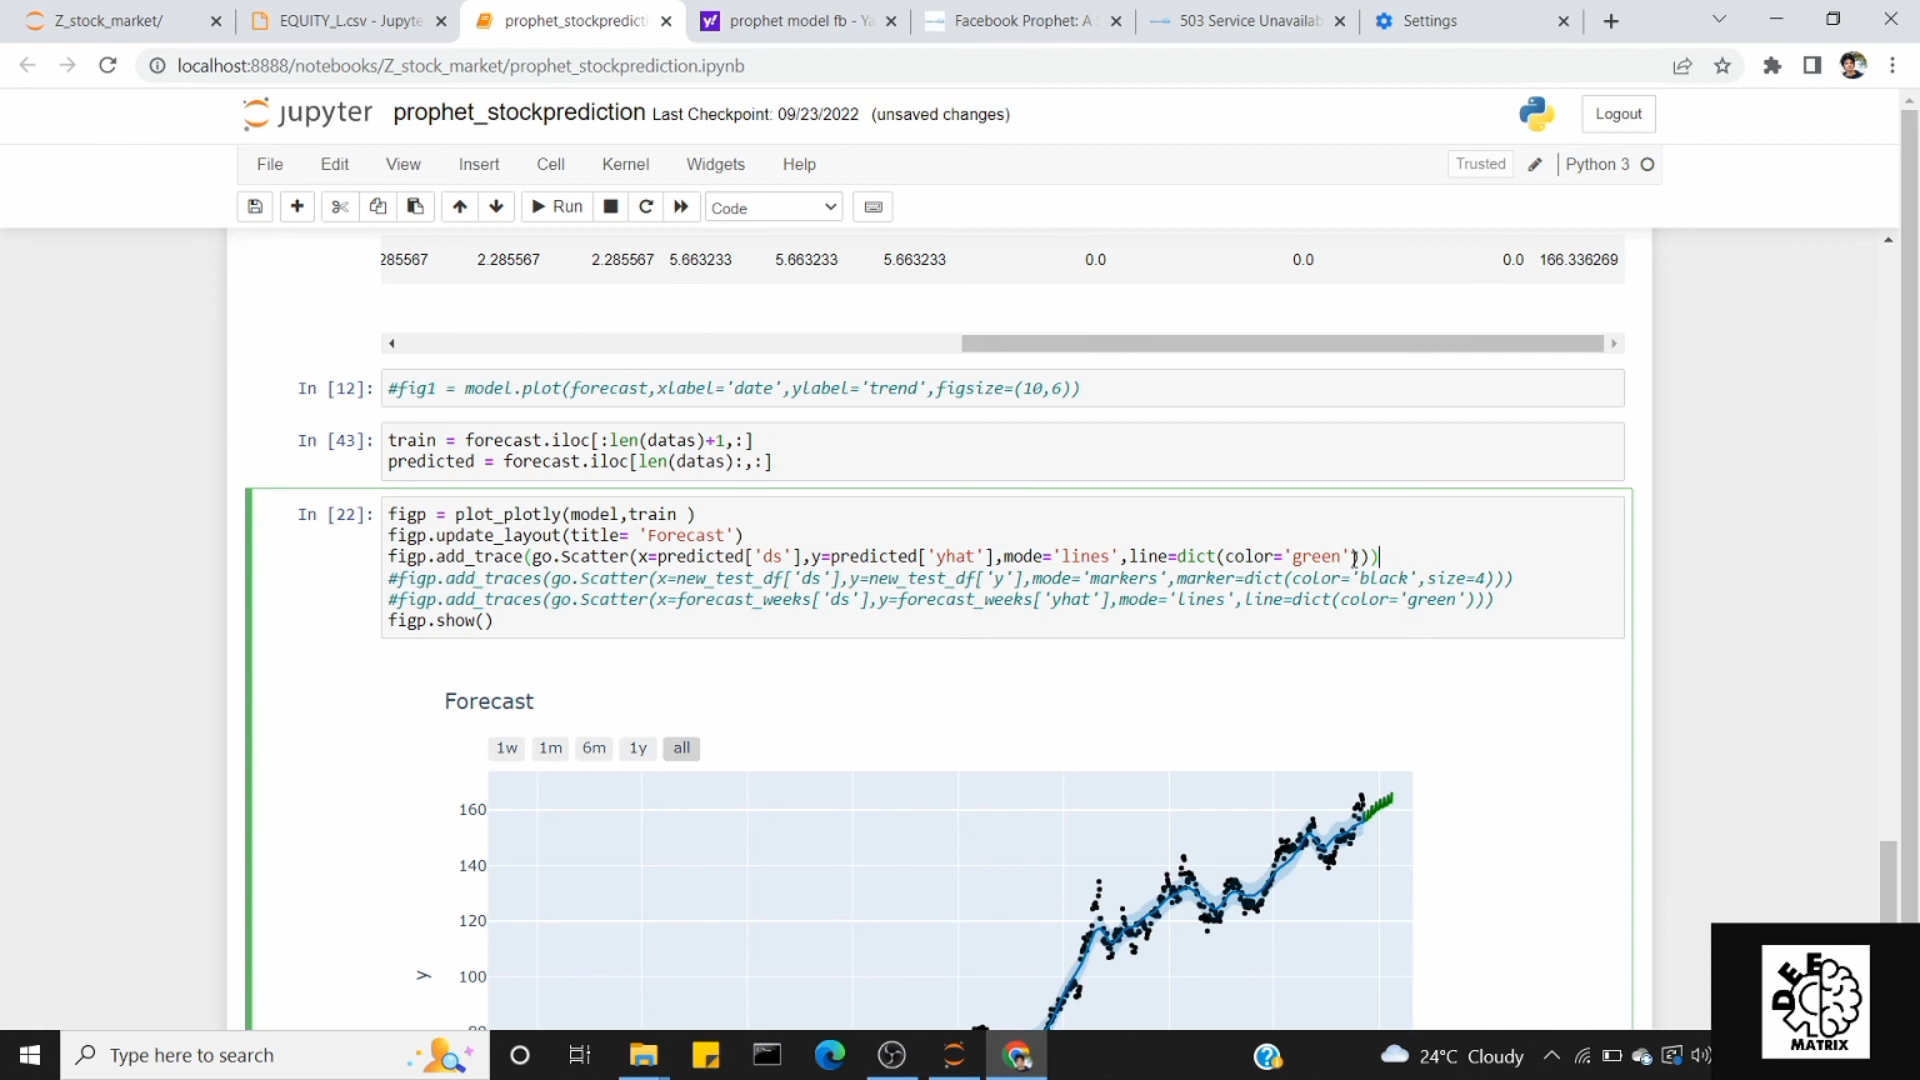 Z_stock_market/
EQUITY_L.csv - Jupyte
prophet_stockpredicti
prophet model fb - Ya
Facebook Prophet: A S
503 Service Unavailab
Settings
localhost:8888/notebooks/Z_stock_market/prophet_stockprediction.ipynb
jupyter prophet_stockprediction Last Checkpoint: 09/23/2022 (unsaved changes)
Logout
File Edit View Insert Cell Kernel Widgets Help
Trusted
Python 3
Run
Code
285567 2.285567 2.285567 5.663233 5.663233 5.663233 0.0 0.0 0.0 166.336269
In [12]: #fig1 = model.plot(forecast,xlabel='date',ylabel='trend',figsize=(10,6))
In [43]: train = forecast.iloc[:len(datas)+1,:]
predicted = forecast.iloc[len(datas):,:]
In [22]: figp = plot_plotly(model,train )
figp.update_layout(title= 'Forecast')
figp.add_trace(go.Scatter(x=predicted['ds'],y=predicted['yhat'],mode='lines',line=dict(color='green')))
#figp.add_traces(go.Scatter(x=new_test_df['ds'],y=new_test_df['y'],mode='markers',marker=dict(color='black',size=4)))
#figp.add_traces(go.Scatter(x=forecast_weeks['ds'],y=forecast_weeks['yhat'],mode='lines',line=dict(color='green')))
figp.show()
Forecast
1w 1m 6m 1y all
160
140
120
100
80
y
DEE
MATRIX
Type here to search
24°C Cloudy